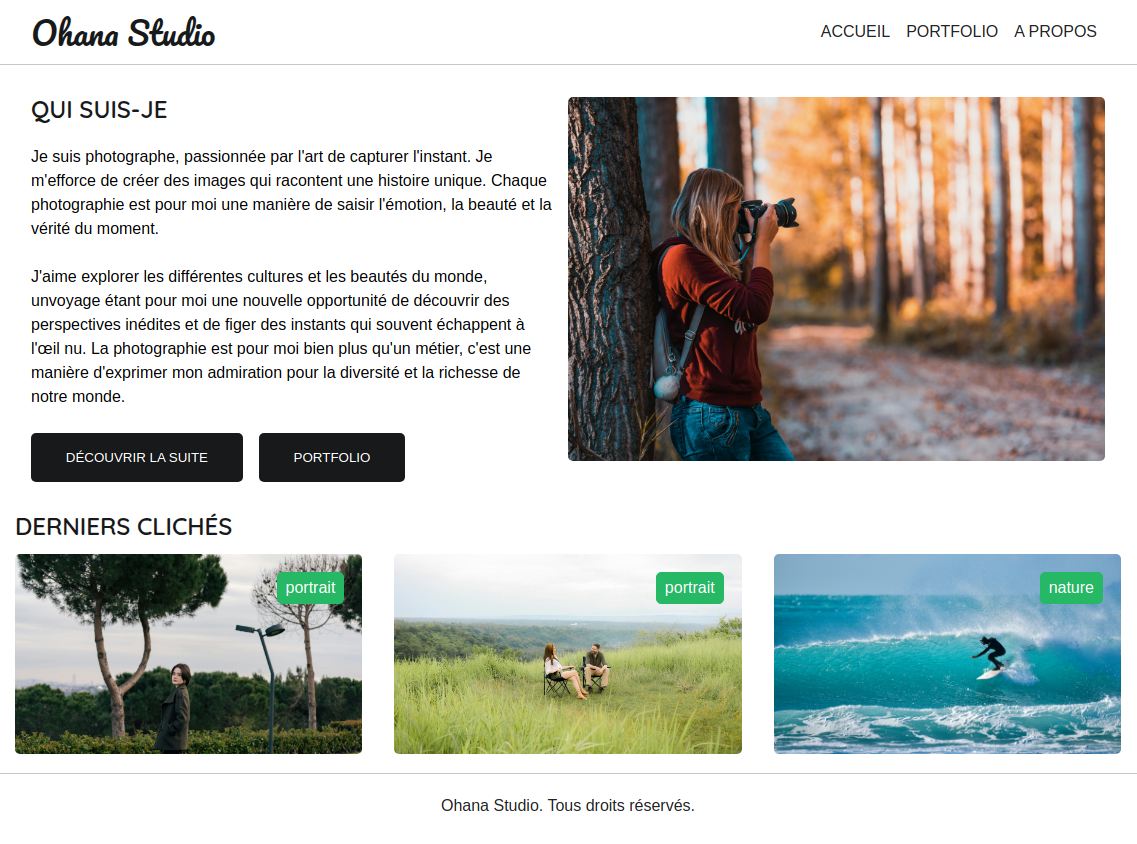 Ohana Studio
ACCUEIL PORTFOLIO A PROPOS
QUI SUIS-JE
Je suis photographe, passionnée par l'art de capturer l'instant. Je
m'efforce de créer des images qui racontent une histoire unique. Chaque
photographie est pour moi une manière de saisir l'émotion, la beauté et la
vérité du moment.
J'aime explorer les différentes cultures et les beautés du monde,
unvoyage étant pour moi une nouvelle opportunité de découvrir des
perspectives inédites et de figer des instants qui souvent échappent à
l'œil nu. La photographie est pour moi bien plus qu'un métier, c'est une
manière d'exprimer mon admiration pour la diversité et la richesse de
notre monde.
DÉCOUVRIR LA SUITE PORTFOLIO
DERNIERS CLICHÉS
portrait portrait nature
Ohana Studio. Tous droits réservés.